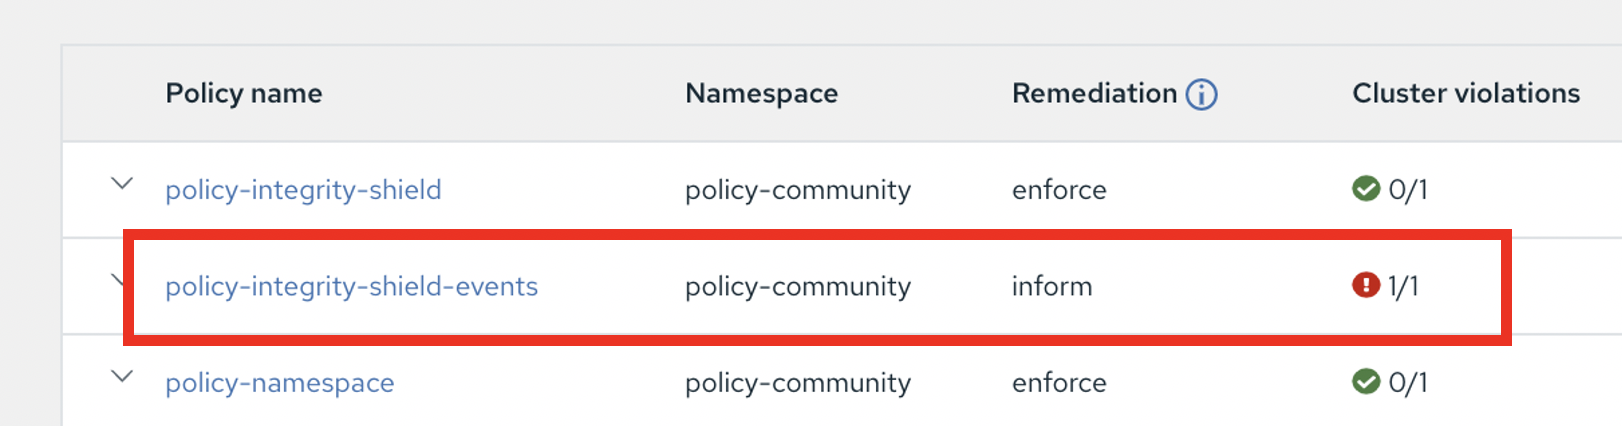 Policy name Namespace Remediation Cluster violations
policy-integrity-shield policy-community enforce 0/1
policy-integrity-shield-events policy-community inform 1/1
policy-namespace policy-community enforce 0/1